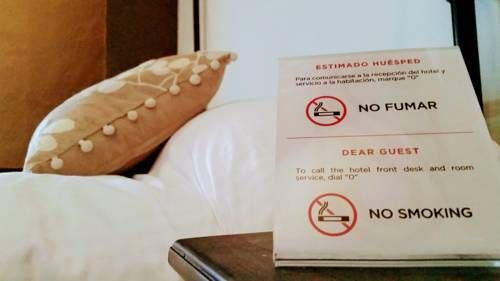 ESTIMADO HUÉSPED
Para comunicarse a la recepción del hotel y
servicio a la habitación, marque "0"
NO FUMAR
DEAR GUEST
To call the hotel front desk and room
service, dial "0"
NO SMOKING